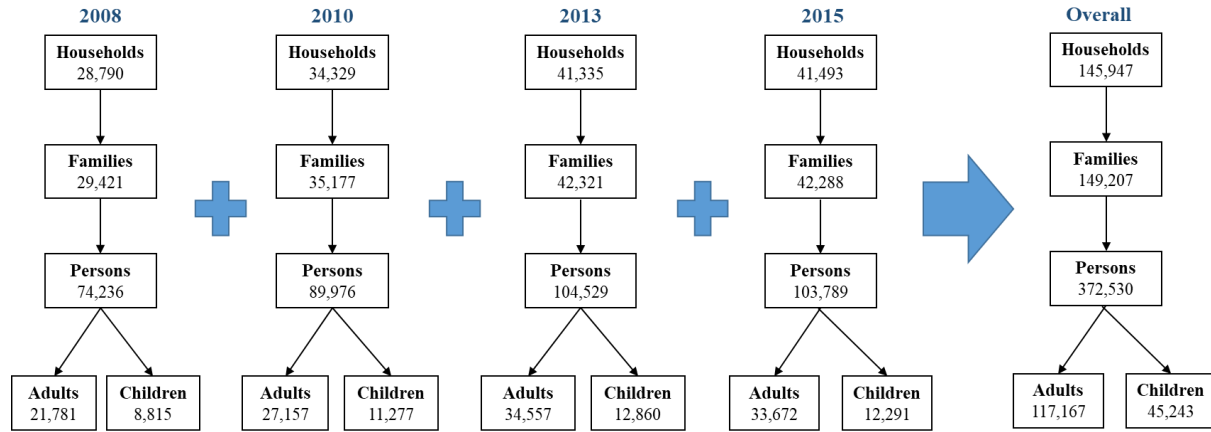 2008
Households
28,790
Families
29,421
Persons
74,236
Adults
21,781
Children
8,815
2010
Households
34,329
Families
35,177
Persons
89,976
Adults
27,157
Children
11,277
2013
Households
41,335
Families
42,321
Persons
104,529
Adults
34,557
Children
12,860
2015
Households
41,493
Families
42,288
Persons
103,789
Adults
33,672
Children
12,291
Overall
Households
145,947
Families
149,207
Persons
372,530
Adults
117,167
Children
45,243